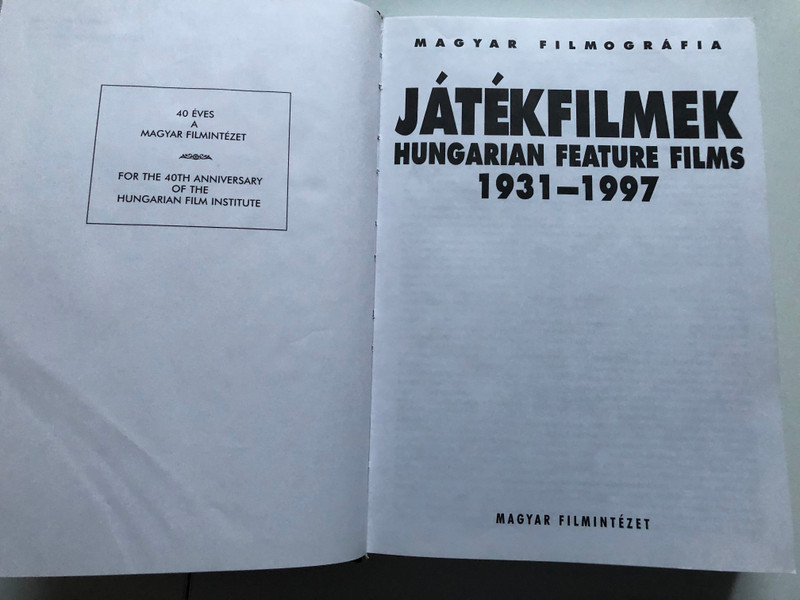 40 ÉVES
A
MAGYAR FILMINTÉZET
FOR THE 40TH ANNIVERSARY
OF THE
HUNGARIAN FILM INSTITUTE
MAGYAR FILMOGRÁFIA
JÁTÉKFILMEK
HUNGARIAN FEATURE FILMS
1931–1997
MAGYAR FILMINTÉZET